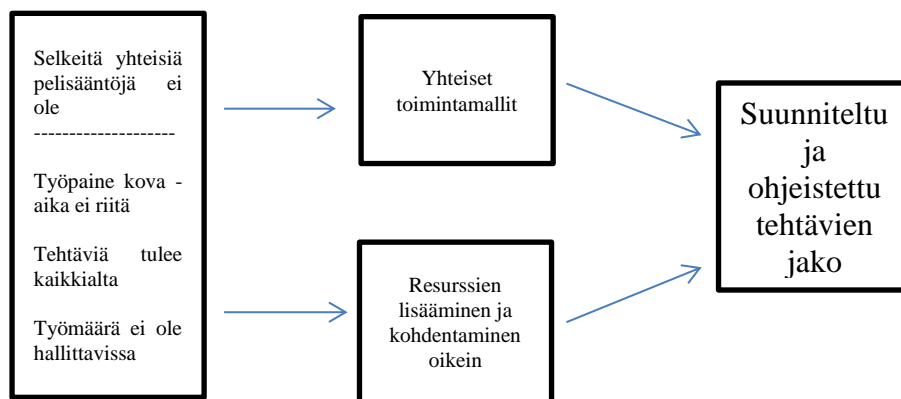 Selkeitä yhteisiä
pelisääntöjä ei
ole
--------------------
Työpaine kova -
aika ei riitä
Tehtäviä tulee
kaikkialta
Työmäärä ei ole
hallittavissa
Yhteiset
toimintamallit
Resurssien
lisääminen ja
kohdentaminen
oikein
Suunniteltu
ja
ohjeistettu
tehtävien
jako